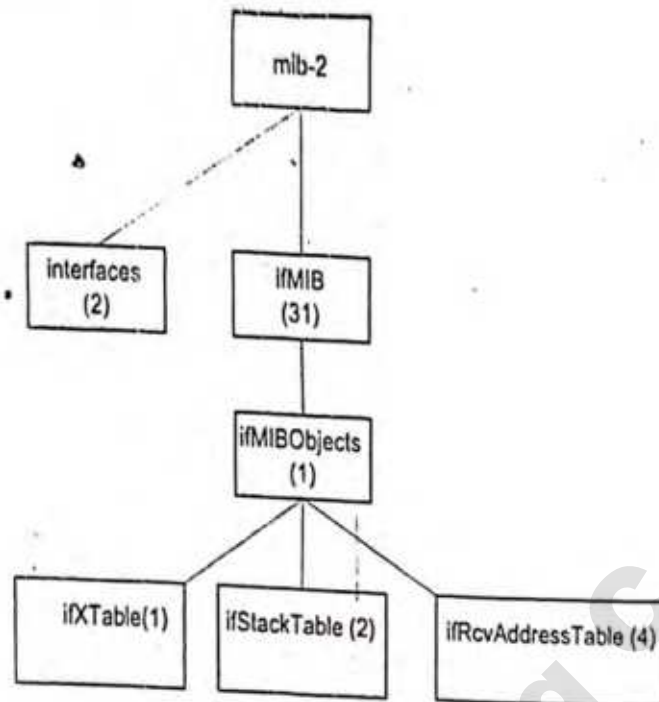 mib-2
interfaces
(2)
ifMIB
(31)
ifMIBObjects
(1)
ifXTable(1)
ifStackTable (2)
ifRcvAddressTable (4)